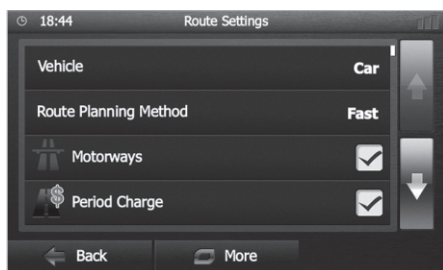 18:44 Route Settings
Vehicle Car
Route Planning Method Fast
Motorways
Period Charge
Back More